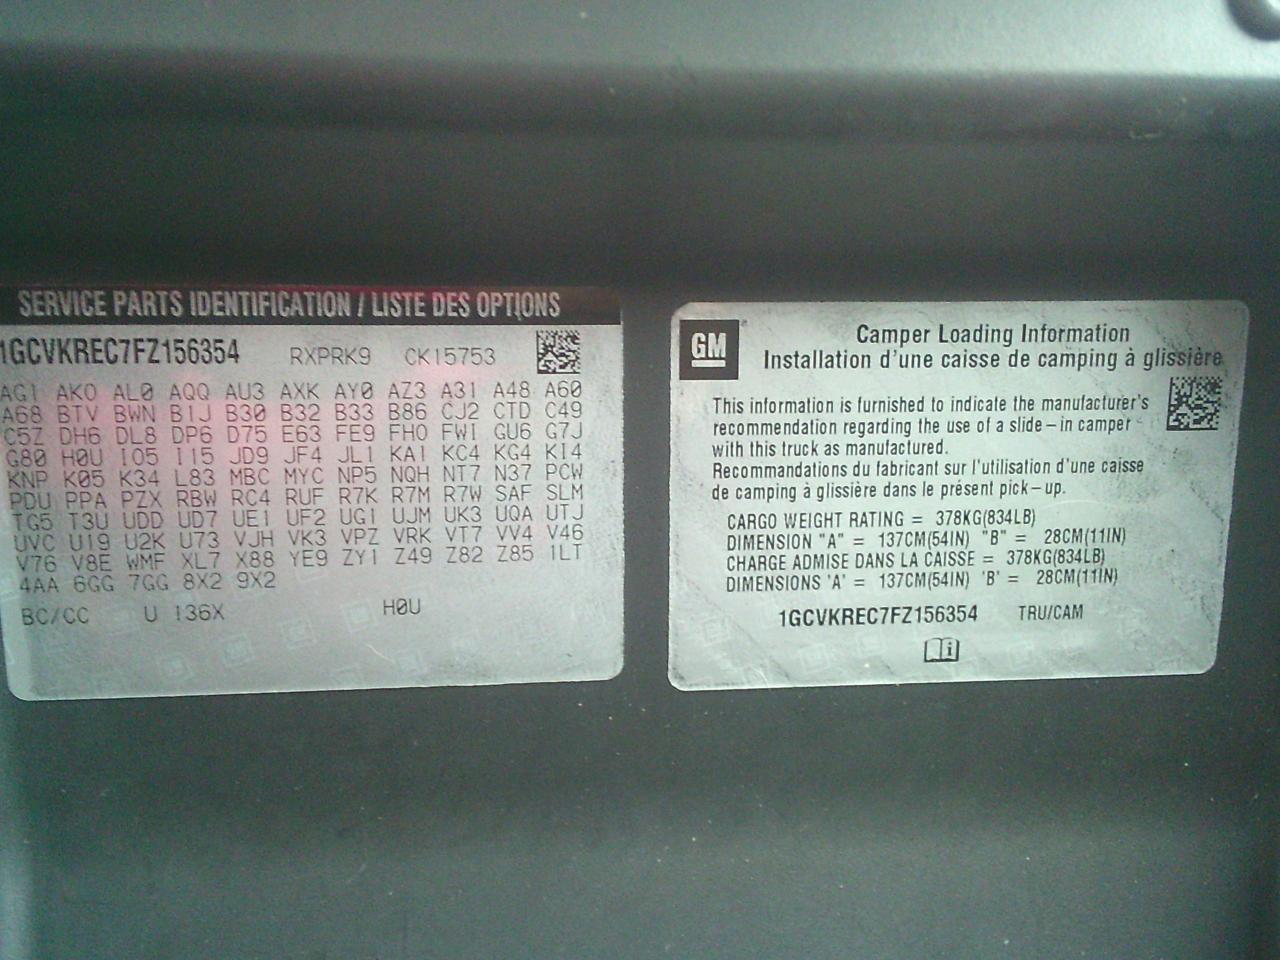 SERVICE PARTS IDENTIFICATION / LISTE DES OPTIONS
1GCVKREC7FZ156354 RXPRK9 CK15753
AG1 AKO AL0 AQQ AU3 AXK AY0 AZ3 A31 A48 A60
A68 BTV BWN B1J B30 B32 B33 B86 CJ2 CTD C49
C5Z DH6 DL8 DP6 D75 E63 FE9 FHO FWI GU6 G7J
G80 H0U IO5 I15 JD9 JF4 JL1 KA1 KC4 KG4 KI4
KNP K05 K34 L83 MBC MYC NP5 NQH NT7 N37 PCW
PDU PPA PZX RBW RC4 RUF R7K R7M R7W SAF SLM
TG5 T3U UDD UD7 UE1 UF2 UG1 UJM UK3 UQA UTJ
UVC U19 U2K U73 VJH VK3 VPZ VRK VT7 VV4 V46
V76 V8E WMF XL7 X88 YE9 ZY1 Z49 Z82 Z85 1LT
4AA 6GG 7GG 8X2 9X2
BC/CC U 136X H0U
GM
Camper Loading Information
Installation d'une caisse de camping à glissière
This information is furnished to indicate the manufacturer's
recommendation regarding the use of a slide-in camper
with this truck as manufactured.
Recommandations du fabricant sur l'utilisation d'une caisse
de camping à glissière dans le présent pick-up.
CARGO WEIGHT RATING = 378KG(834LB)
DIMENSION "A" = 137CM(54IN) "B" = 28CM(11IN)
CHARGE ADMISE DANS LA CAISSE = 378KG(834LB)
DIMENSIONS 'A' = 137CM(54IN) 'B' = 28CM(11IN)
1GCVKREC7FZ156354 TRU/CAM